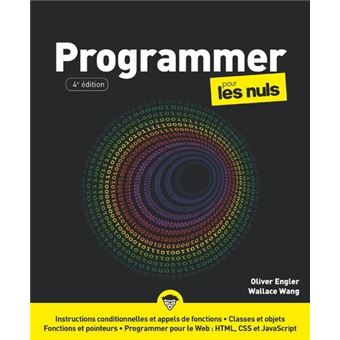 Programmer
4e édition
pour
les nuls
Oliver Engler
Wallace Wang
Instructions conditionnelles et appels de fonctions • Classes et objets
Fonctions et pointeurs • Programmer pour le Web : HTML, CSS et JavaScript